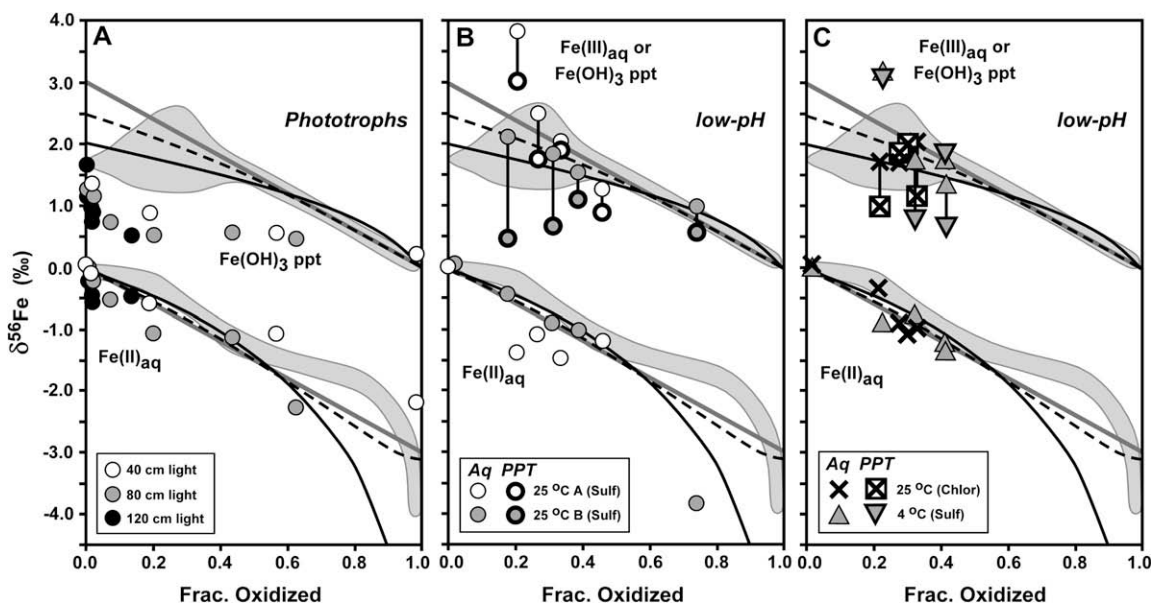 A
Phototrophs
Fe(OH)3 ppt
Fe(II)aq
40 cm light
80 cm light
120 cm light
4.0
3.0
2.0
1.0
0.0
-1.0
-2.0
-3.0
-4.0
δ56Fe (‰)
0.0 0.2 0.4 0.6 0.8 1.0
Frac. Oxidized
B
Fe(III)aq or
Fe(OH)3 ppt
low-pH
Fe(II)aq
Aq PPT
25 oC A (Sulf)
25 oC B (Sulf)
0.0 0.2 0.4 0.6 0.8 1.0
Frac. Oxidized
C
Fe(III)aq or
Fe(OH)3 ppt
low-pH
Fe(II)aq
Aq PPT
25 oC (Chlor)
4 oC (Sulf)
0.0 0.2 0.4 0.6 0.8 1.0
Frac. Oxidized